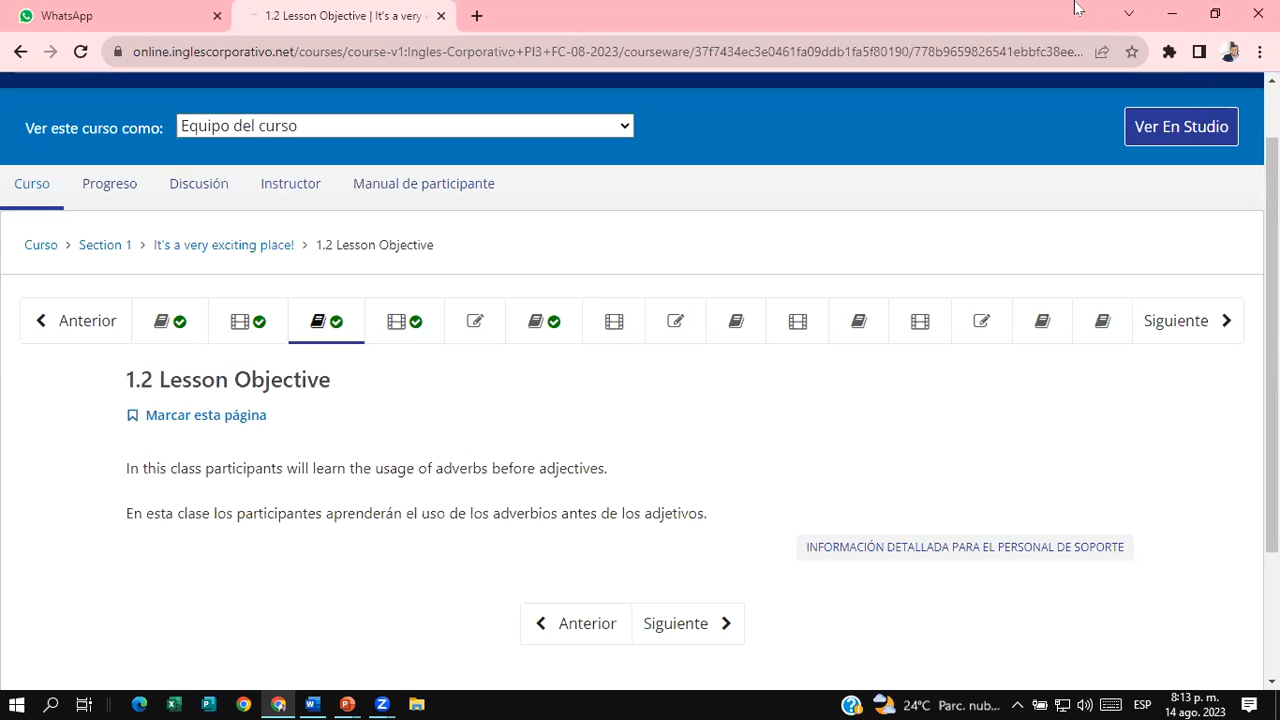 WhatsApp
1.2 Lesson Objective | It's a very
online.inglescorporativo.net/courses/course-v1:Ingles-Corporativo+PI3+FC-08-2023/courseware/37f7434ec3e0461fa09ddb1fa5f80190/778b9659826541ebbfc38ee...
Ver este curso como: Equipo del curso Ver En Studio
Curso Progreso Discusión Instructor Manual de participante
Curso > Section 1 > It's a very exciting place! > 1.2 Lesson Objective
Anterior Siguiente
1.2 Lesson Objective
Marcar esta página
In this class participants will learn the usage of adverbs before adjectives.
En esta clase los participantes aprenderán el uso de los adverbios antes de los adjetivos.
INFORMACIÓN DETALLADA PARA EL PERSONAL DE SOPORTE
Anterior Siguiente
24°C Parc. nub... ESP 8:13 p. m.
14 ago. 2023